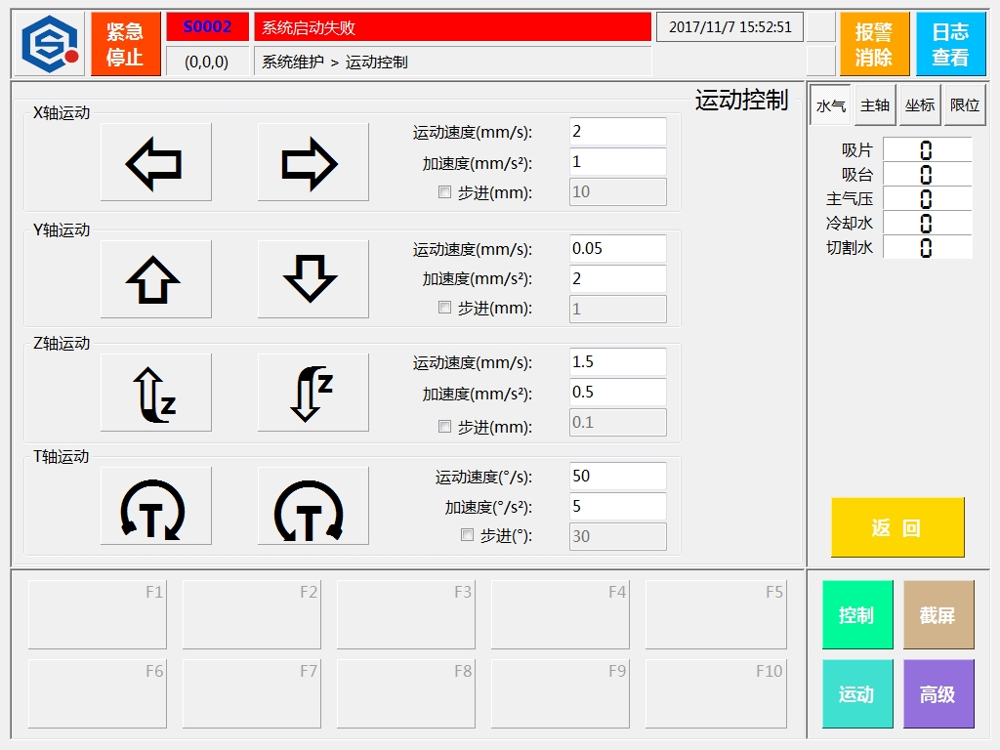 紧急
停止
S0002
系统启动失败
2017/11/7 15:52:51
报警
消除
日志
查看
(0,0,0)
系统维护 > 运动控制
运动控制
X轴运动
运动速度(mm/s):
2
加速度(mm/s²):
1
步进(mm):
10
Y轴运动
运动速度(mm/s):
0.05
加速度(mm/s²):
2
步进(mm):
1
Z轴运动
Z
Z
运动速度(mm/s):
1.5
加速度(mm/s²):
0.5
步进(mm):
0.1
T轴运动
T
T
运动速度(°/s):
50
加速度(°/s²):
5
步进(°):
30
水气
主轴
坐标
限位
吸片 0
吸台 0
主气压 0
冷却水 0
切割水 0
返 回
F1
F2
F3
F4
F5
F6
F7
F8
F9
F10
控制
截屏
运动
高级